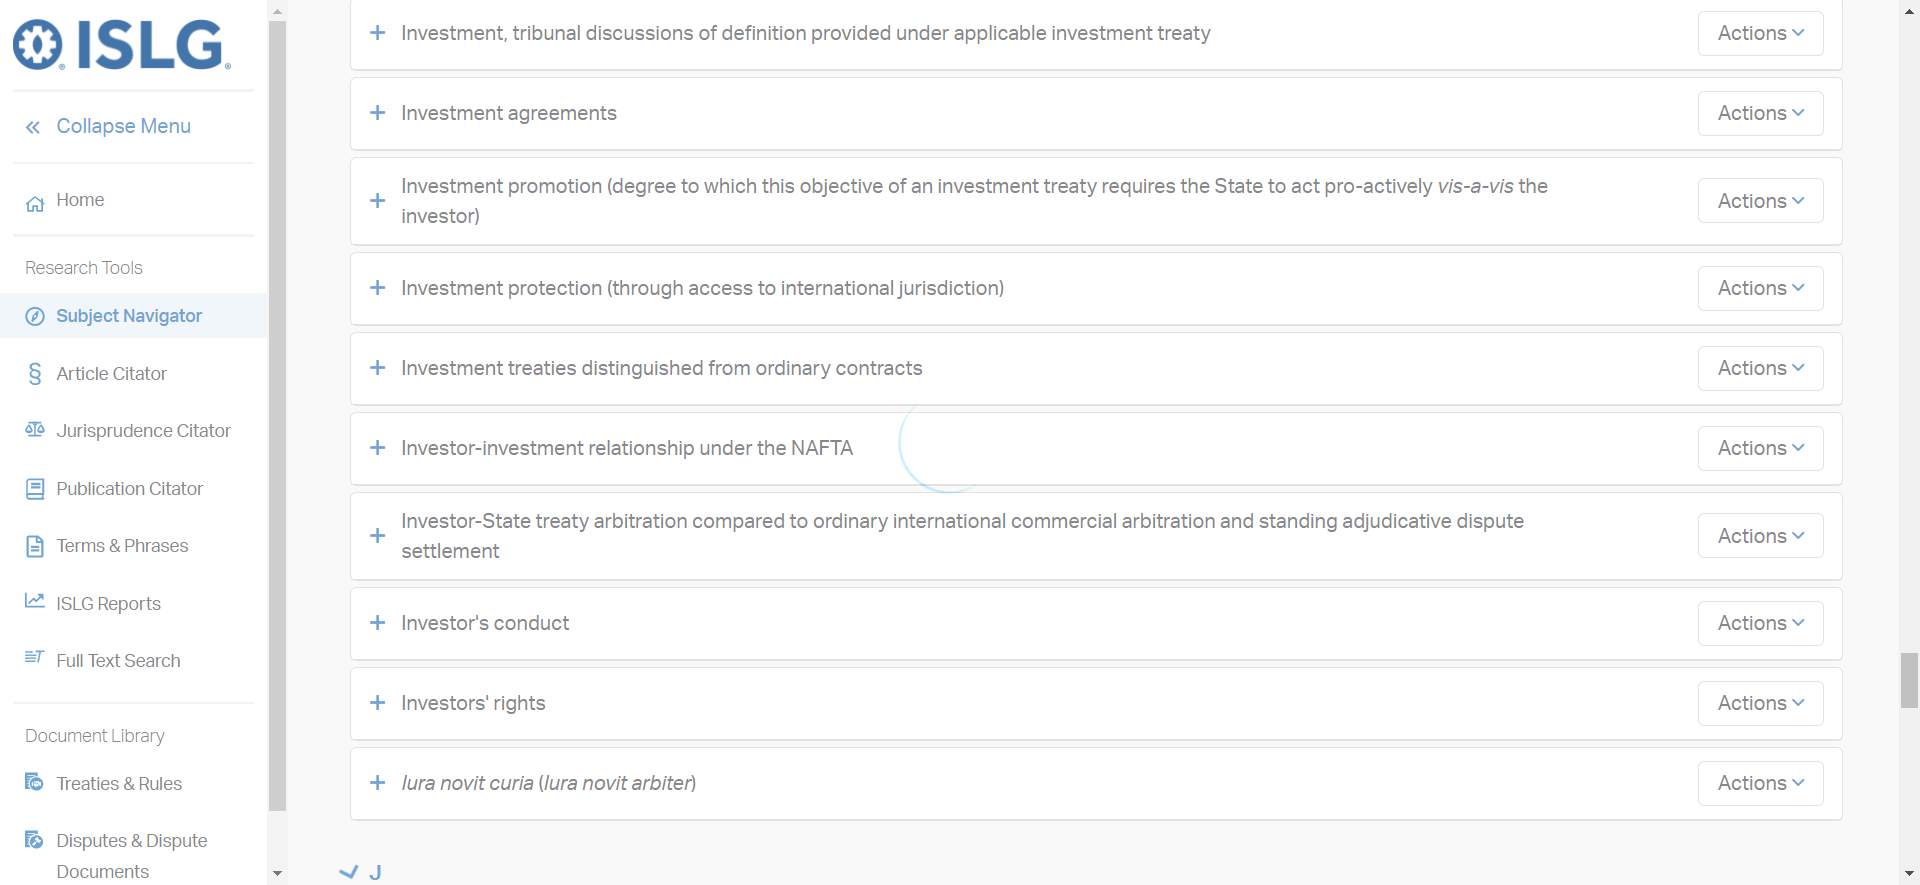 ISLG
Collapse Menu
Home
Research Tools
Subject Navigator
Article Citator
Jurisprudence Citator
Publication Citator
Terms & Phrases
ISLG Reports
Full Text Search
Document Library
Treaties & Rules
Disputes & Dispute
Documents
Investment, tribunal discussions of definition provided under applicable investment treaty
Actions
Investment agreements
Actions
Investment promotion (degree to which this objective of an investment treaty requires the State to act pro-actively vis-a-vis the
investor)
Actions
Investment protection (through access to international jurisdiction)
Actions
Investment treaties distinguished from ordinary contracts
Actions
Investor-investment relationship under the NAFTA
Actions
Investor-State treaty arbitration compared to ordinary international commercial arbitration and standing adjudicative dispute
settlement
Actions
Investor's conduct
Actions
Investors' rights
Actions
Iura novit curia (Iura novit arbiter)
Actions
J